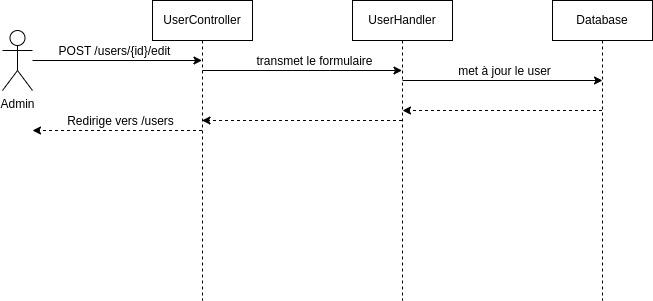 UserController
UserHandler
Database
POST /users/{id}/edit
transmet le formulaire
met à jour le user
Admin
Redirige vers /users